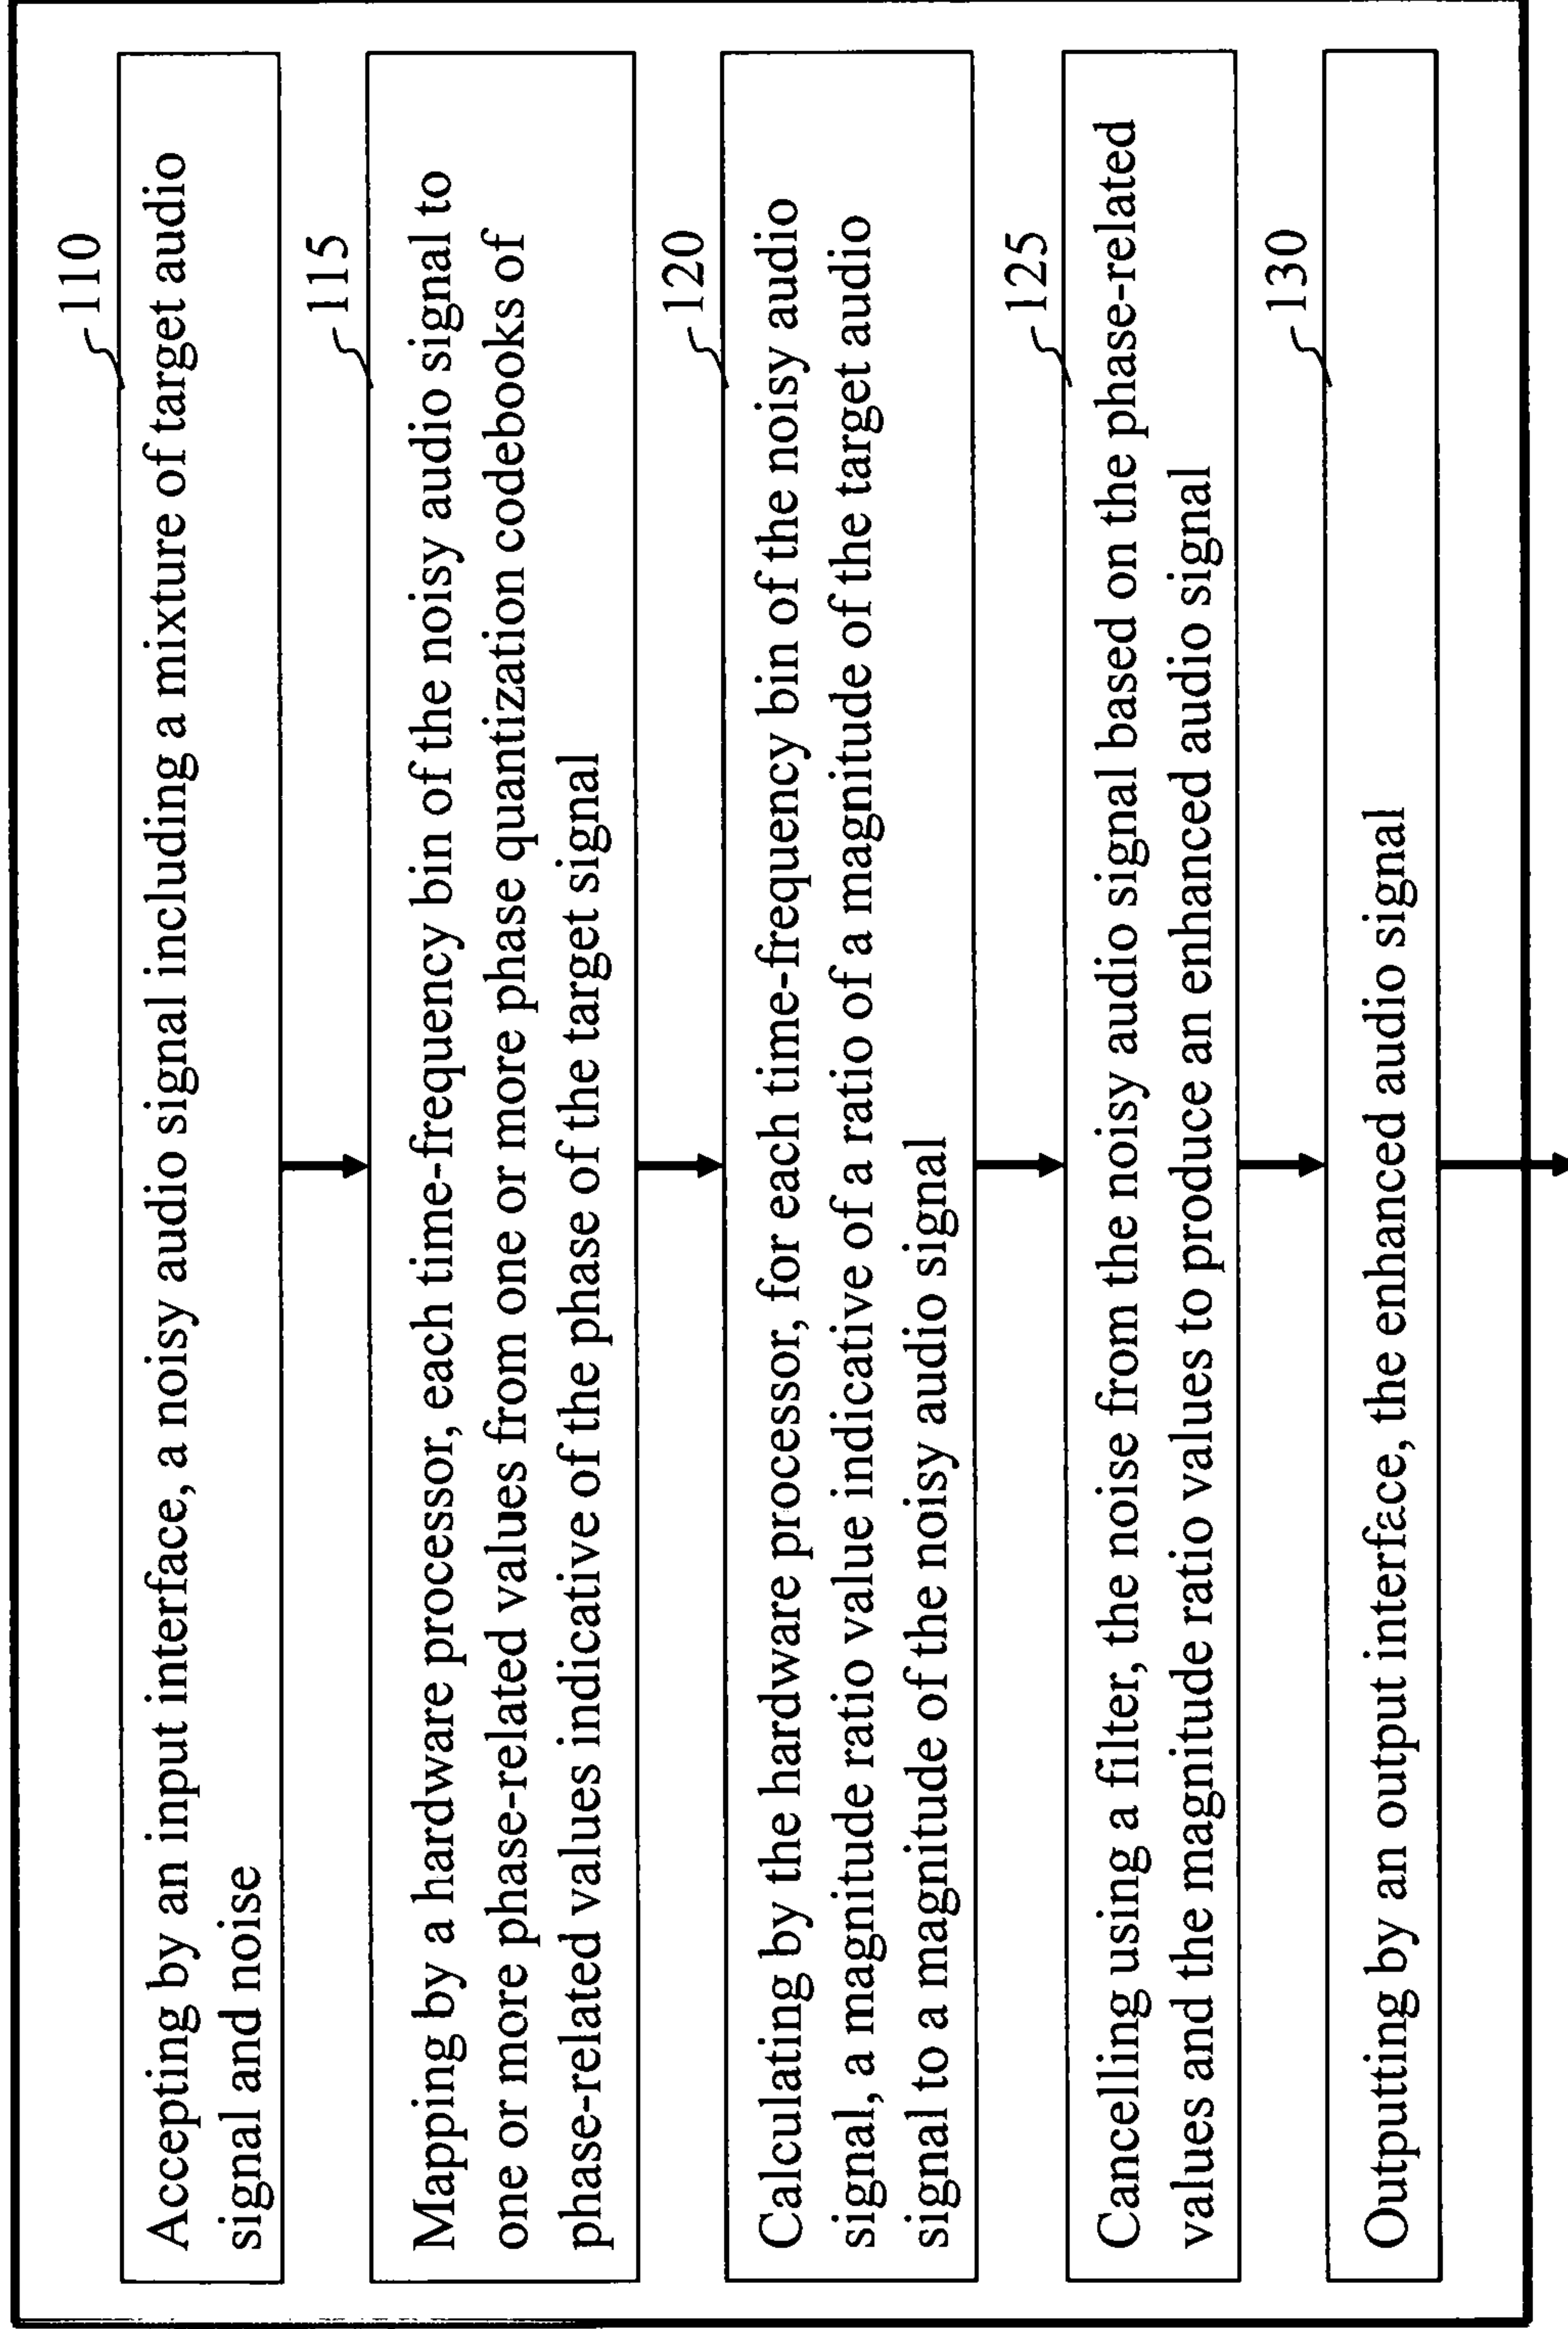 110
Accepting by an input interface, a noisy audio signal including a mixture of target audio
signal and noise
115
Mapping by a hardware processor, each time-frequency bin of the noisy audio signal to
one or more phase-related values from one or more phase quantization codebooks of
phase-related values indicative of the phase of the target signal
120
Calculating by the hardware processor, for each time-frequency bin of the noisy audio
signal, a magnitude ratio value indicative of a ratio of a magnitude of the target audio
signal to a magnitude of the noisy audio signal
125
Cancelling using a filter, the noise from the noisy audio signal based on the phase-related
values and the magnitude ratio values to produce an enhanced audio signal
130
Outputting by an output interface, the enhanced audio signal